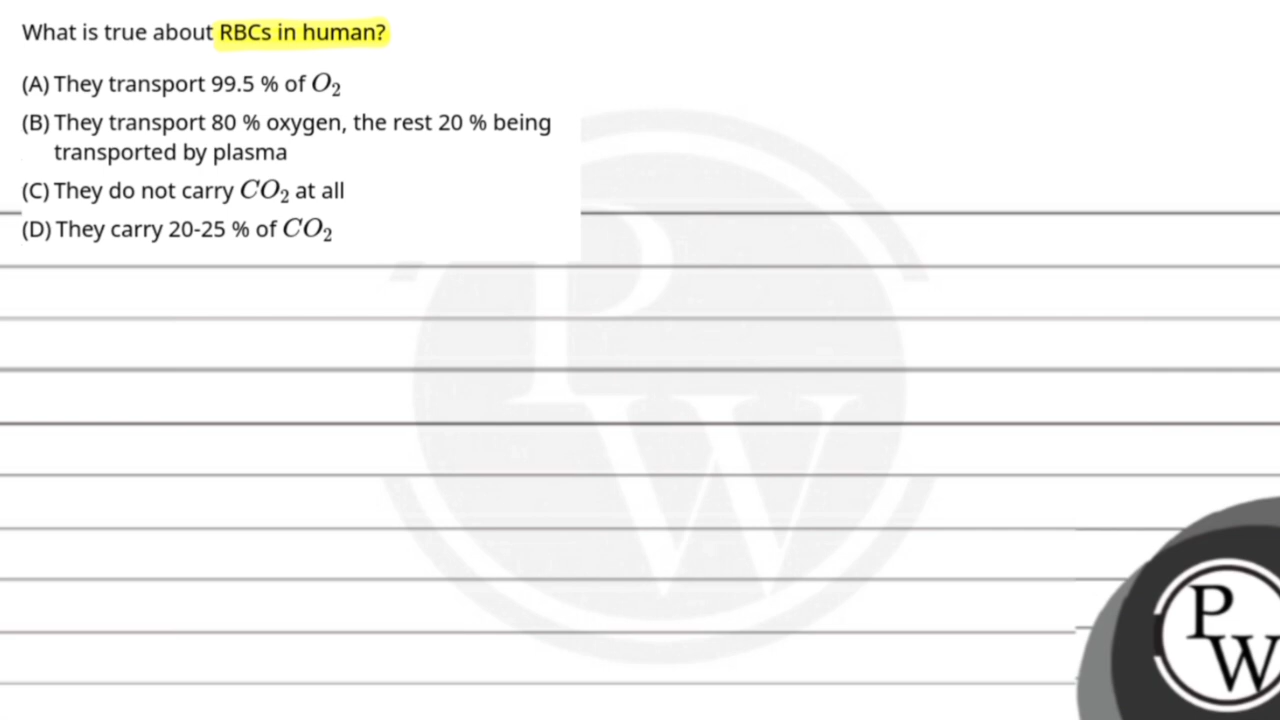 What is true about RBCs in human?
(A) They transport 99.5 % of O₂
(B) They transport 80 % oxygen, the rest 20 % being
transported by plasma
(C) They do not carry CO₂ at all
(D) They carry 20-25 % of CO₂
P
W
P
W